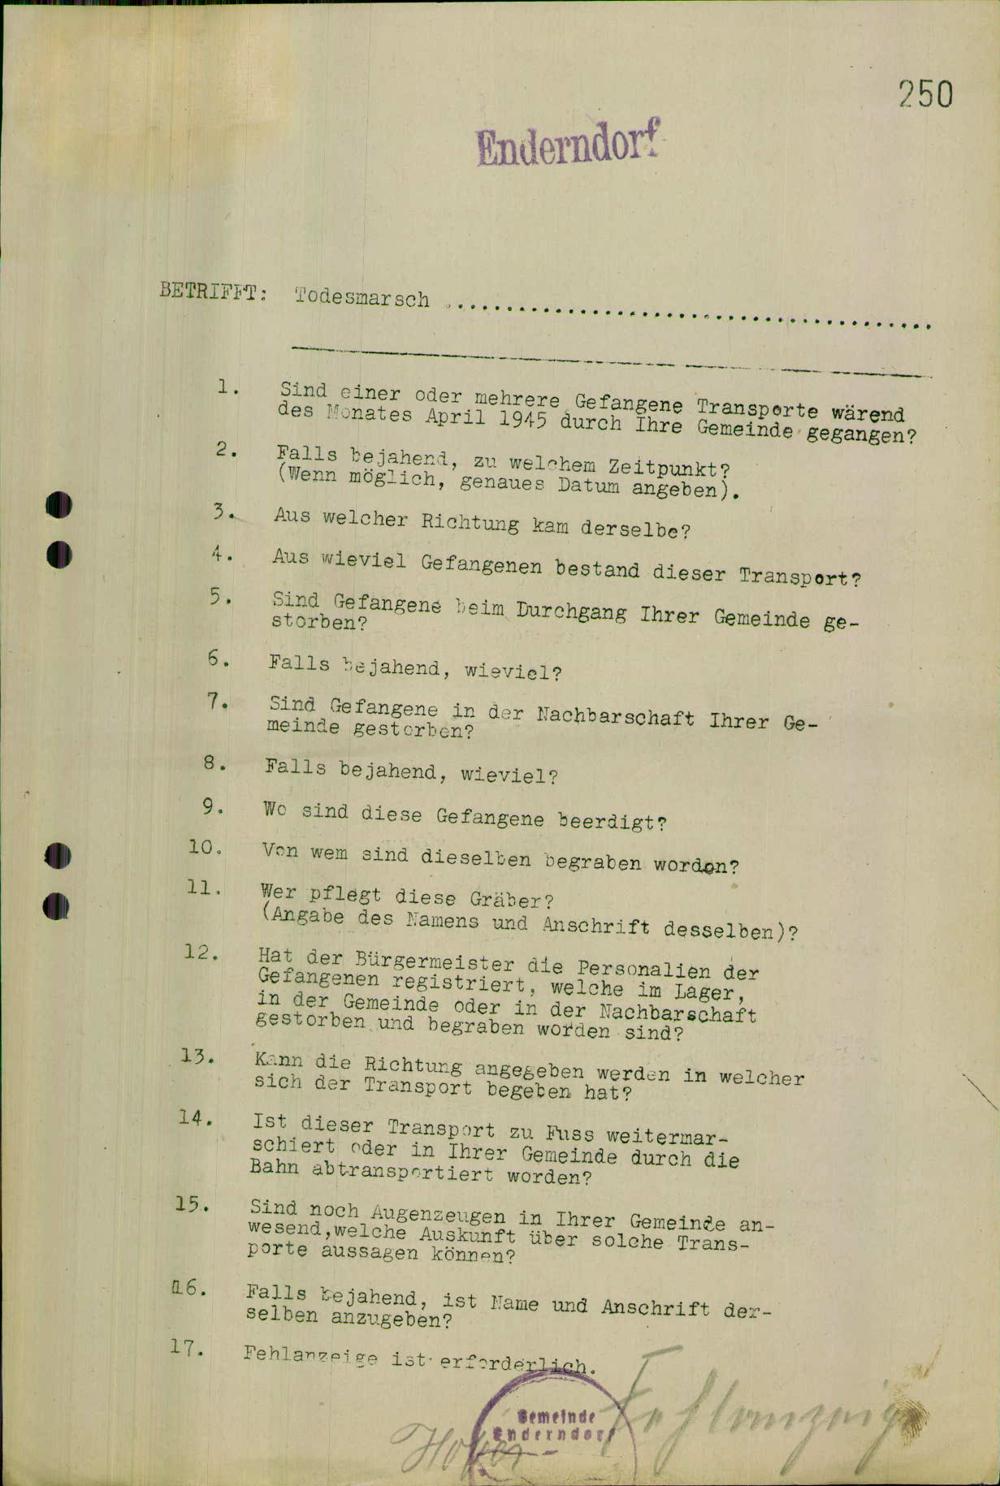 250
Enderndorf
BETRIFFT: Todesmarsch ........................................
1. Sind einer oder mehrere Gefangene Transporte wärend
des Monates April 1945 durch Ihre Gemeinde gegangen?
2. Falls bejahend, zu welchem Zeitpunkt?
(Wenn möglich, genaues Datum angeben).
3. Aus welcher Richtung kam derselbe?
4. Aus wieviel Gefangenen bestand dieser Transport?
5. Sind Gefangene beim Durchgang Ihrer Gemeinde ge-
storben?
6. Falls bejahend, wieviel?
7. Sind Gefangene in der Nachbarschaft Ihrer Ge-
meinde gestorben?
8. Falls bejahend, wieviel?
9. Wo sind diese Gefangene beerdigt?
10. Von wem sind dieselben begraben worden?
11. Wer pflegt diese Gräber?
(Angabe des Namens und Anschrift desselben)?
12. Hat der Bürgermeister die Personalien der
Gefangenen registriert, welche im Lager,
in der Gemeinde oder in der Nachbarschaft
gestorben und begraben worden sind?
13. Kann die Richtung angegeben werden in welcher
sich der Transport begeben hat?
14. Ist dieser Transport zu Fuss weitermar-
schiert oder in Ihrer Gemeinde durch die
Bahn abtransportiert worden?
15. Sind noch Augenzeugen in Ihrer Gemeinde an-
wesend, welche Auskunft über solche Trans-
porte aussagen können?
16. Falls bejahend, ist Name und Anschrift der-
selben anzugeben?
17. Fehlanzeige ist erforderlich.
Fehlanzeige
Gemeinde
Enderndorf